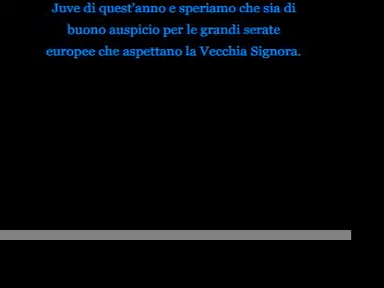 Juve di quest'anno e speriamo che sia di
buono auspicio per le grandi serate
europee che aspettano la Vecchia Signora.